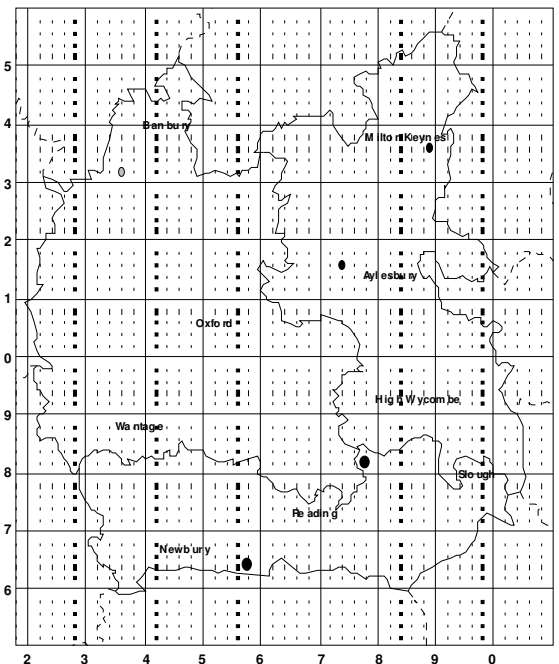 5
4
Banbury
Milton Keynes
3
2
Aylesbury
1
Oxford
0
High Wycombe
9
Wantage
8
Slough
Reading
7
Newbury
6
2 3 4 5 6 7 8 9 0